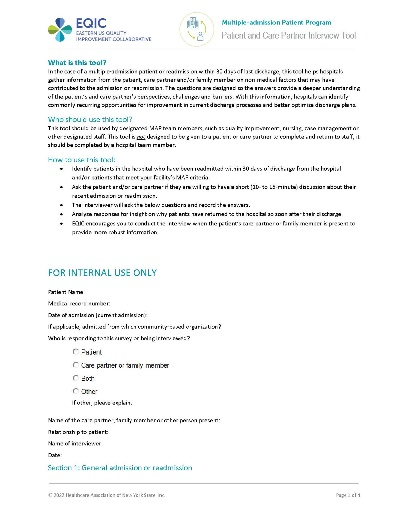 EQIC
EASTERN US QUALITY
IMPROVEMENT COLLABORATIVE
Multiple-admission Patient Program
Patient and Care Partner Interview Tool
What is this tool?
In the case of a multiple-admission patient or readmission within 30 days of last discharge, this tool helps hospitals
gather information from the patient, care partner and/or family member on non-medical factors that may have
contributed to the admission or readmission. The questions are designed so the answers provide a deeper understanding
of the patient's and care partner's perspectives, challenges and barriers. With this information, hospitals can identify
commonly recurring opportunities for improvement in current discharge processes and better optimize discharge plans.
Who should use this tool?
This tool should be used by designated MAP team members, such as quality improvement, nursing, case management or
other designated staff. This tool is not designed to be given to a patient or care partner to complete and return to staff, it
should be completed by a hospital team member.
How to use this tool:
• Identify patients in the hospital who have been readmitted within 30 days of discharge from the hospital
and/or patients that meet your facility's MAP criteria.
• Ask the patient and/or care partner if they are willing to have a short (10- to 15-minute) discussion about their
recent admission or readmission.
• The interviewer will ask the below questions and record the answers.
• Analyze responses for insight on why patients have returned to the hospital so soon after their discharge.
• EQIC encourages you to conduct the interview when the patient's care partner or family member is present to
provide more robust information.
FOR INTERNAL USE ONLY
Patient Name:
Medical record number:
Date of admission (current admission):
If applicable, admitted from which community-based organization?
Who is responding to this survey or being interviewed?
Patient
Care partner or family member
Both
Other
If other, please explain:
Name of the care partner, family member or other person present:
Relationship to patient:
Name of interviewer:
Date:
Section 1: General admission or readmission
© 2022 Healthcare Association of New York State, Inc.
Page 1 of 4